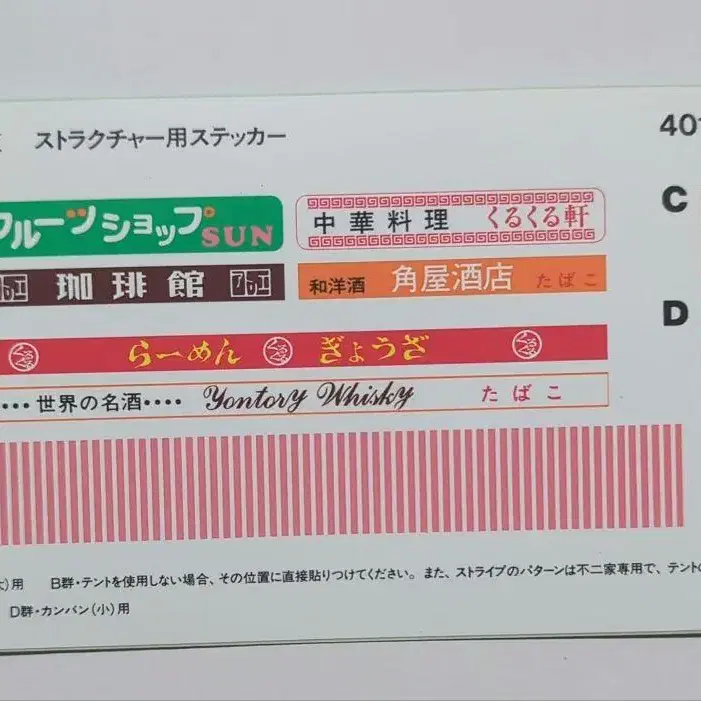 ストラクチャー用ステッカー
401
C
フルーツショップSUN
中華料理 くるくる軒
珈琲館
和洋酒 角屋酒店 たばこ
D
らーめん ぎょうざ
・・・・世界の名酒・・・・ Yontory Whisky たばこ
)用 B群・テントを使用しない場合、その位置に直接貼りつけてください。また、ストライプのパターンは不二家専用で、テントの
D群・カンバン(小)用